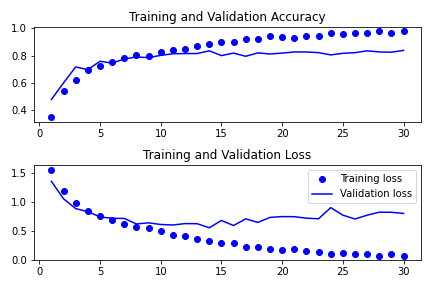 Training and Validation Accuracy
1.0
0.8
0.6
0.4
0 5 10 15 20 25 30
Training and Validation Loss
1.5
1.0
0.5
0.0
Training loss
Validation loss
0 5 10 15 20 25 30